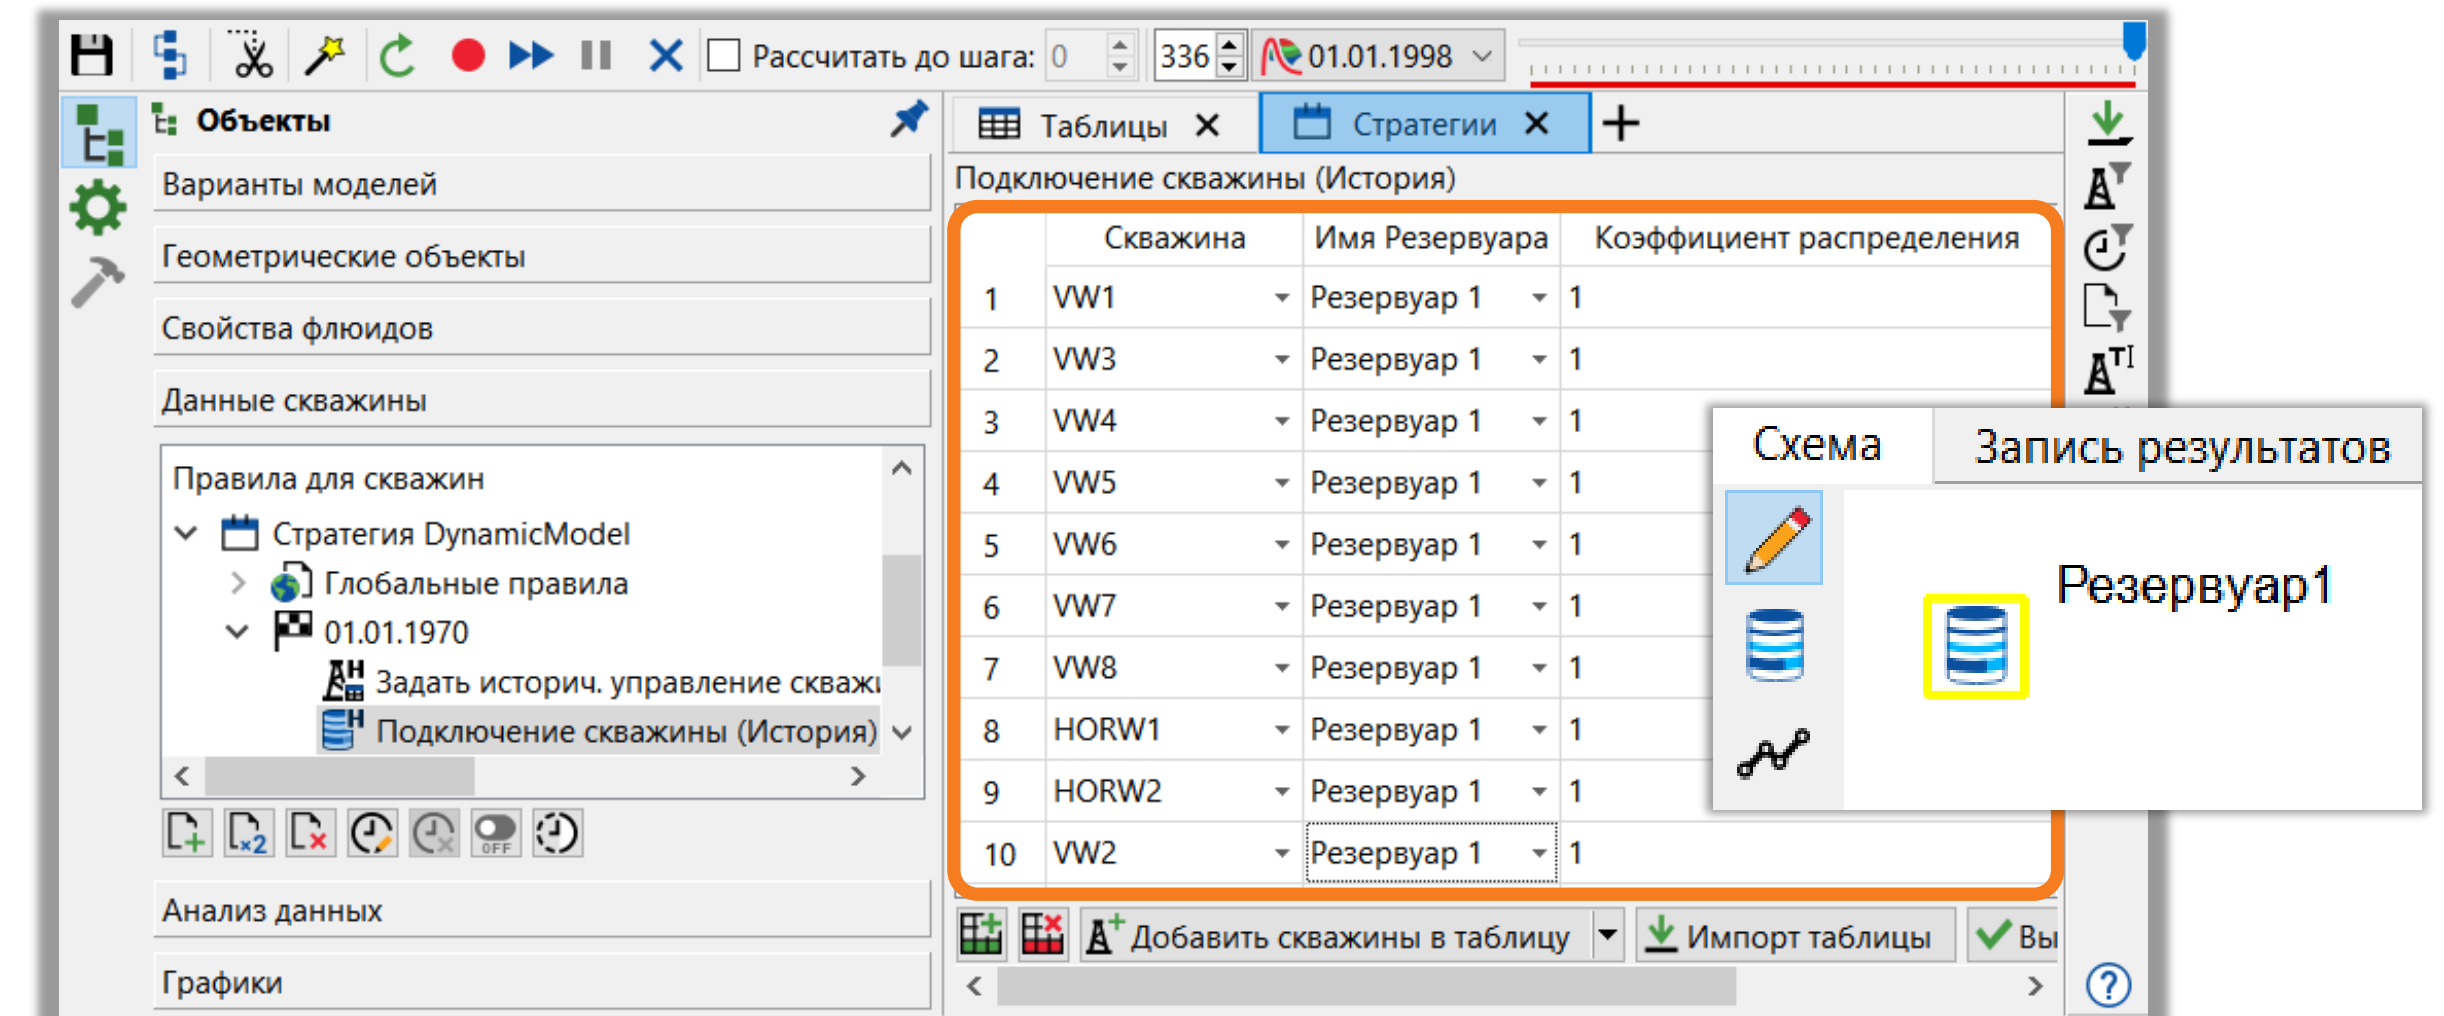 Рассчитать до шага: 0 336 01.01.1998
Объекты
Варианты моделей
Геометрические объекты
Свойства флюидов
Данные скважины
Правила для скважин
Стратегия DynamicModel
Глобальные правила
01.01.1970
Задать историч. управление скважи
Подключение скважины (История)
x2
OFF
Анализ данных
Графики
Таблицы Стратегии
Подключение скважины (История)
Скважина Имя Резервуара Коэффициент распределения
1 VW1 Резервуар 1 1
2 VW3 Резервуар 1 1
3 VW4 Резервуар 1 1
4 VW5 Резервуар 1 1
5 VW6 Резервуар 1 1
6 VW7 Резервуар 1 1
7 VW8 Резервуар 1 1
8 HORW1 Резервуар 1 1
9 HORW2 Резервуар 1 1
10 VW2 Резервуар 1 1
Добавить скважины в таблицу Импорт таблицы Вы
Схема Запись результатов
Резервуар1